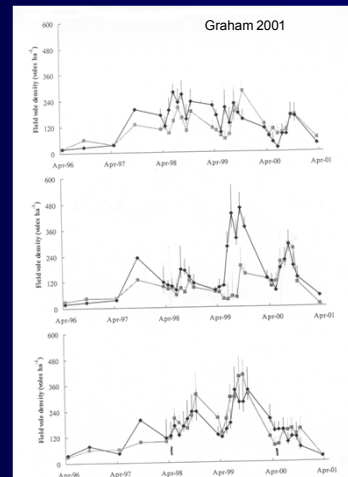 Graham 2001
Field vole density (voles ha⁻¹)
600
480
360
240
120
0
Apr-96
Apr-97
Apr-98
Apr-99
Apr-00
Apr-01
Field vole density (voles ha⁻¹)
600
480
360
240
120
0
Apr-96
Apr-97
Apr-98
Apr-99
Apr-00
Apr-01
Field vole density (voles ha⁻¹)
600
480
360
240
120
0
Apr-96
Apr-97
Apr-98
Apr-99
Apr-00
Apr-01